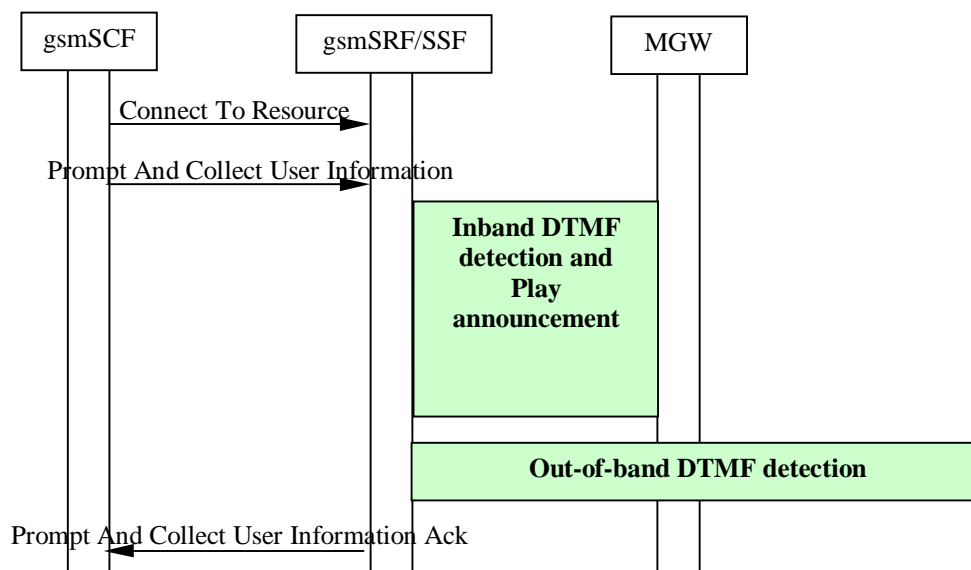 gsmSCF
gsmSRF/SSF
MGW
Connect To Resource
Prompt And Collect User Information
Inband DTMF
detection and
Play
announcement
Out-of-band DTMF detection
Prompt And Collect User Information Ack